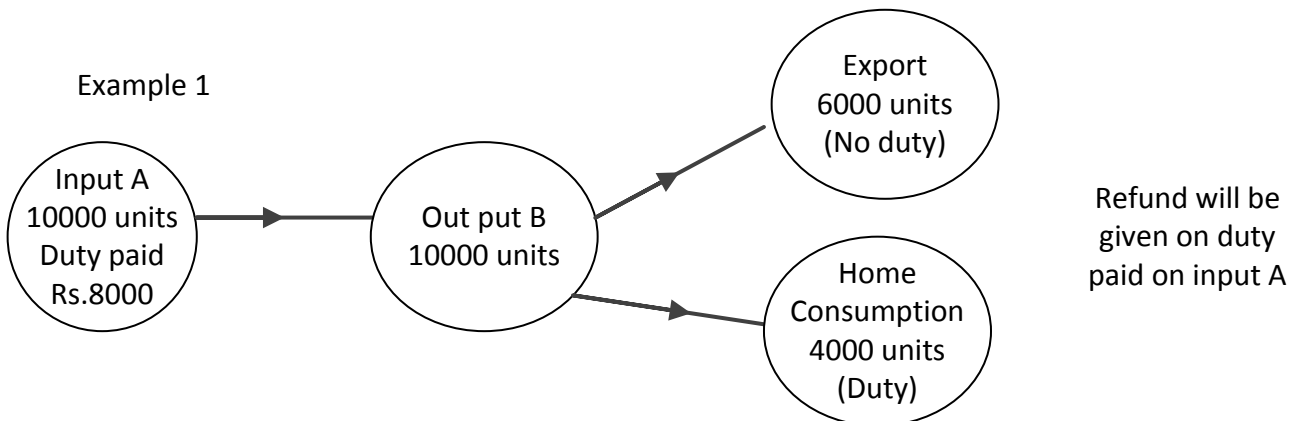 Example 1
Input A
10000 units
Duty paid
Rs.8000
Out put B
10000 units
Export
6000 units
(No duty)
Home
Consumption
4000 units
(Duty)
Refund will be
given on duty
paid on input A